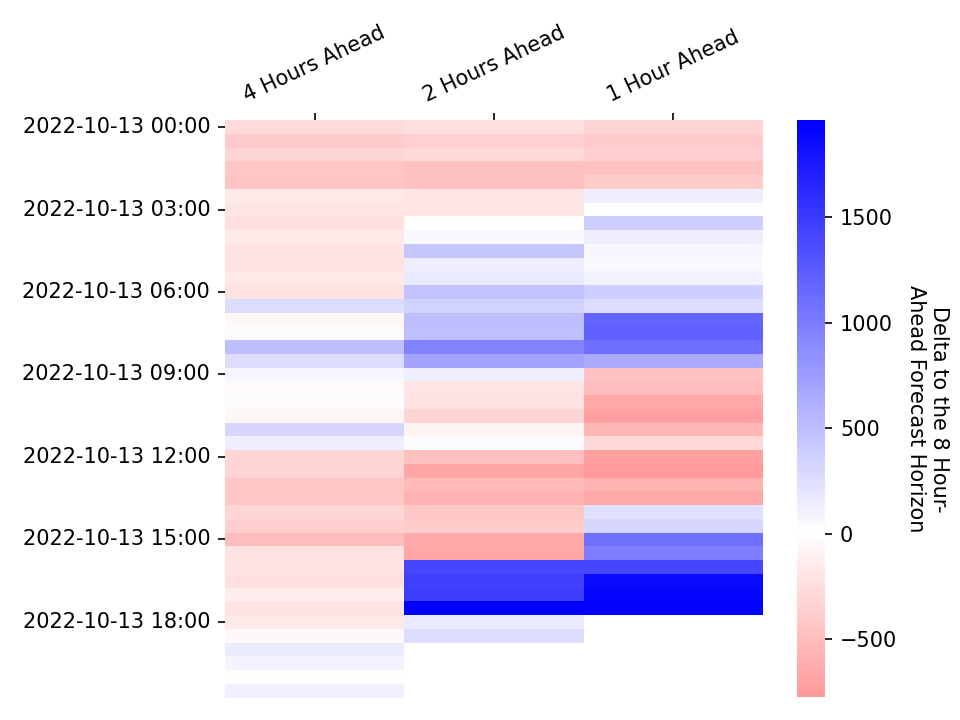 4 Hours Ahead
2 Hours Ahead
1 Hour Ahead
2022-10-13 00:00
2022-10-13 03:00
2022-10-13 06:00
2022-10-13 09:00
2022-10-13 12:00
2022-10-13 15:00
2022-10-13 18:00
1500
1000
500
0
−500
Delta to the 8 Hour-
Ahead Forecast Horizon